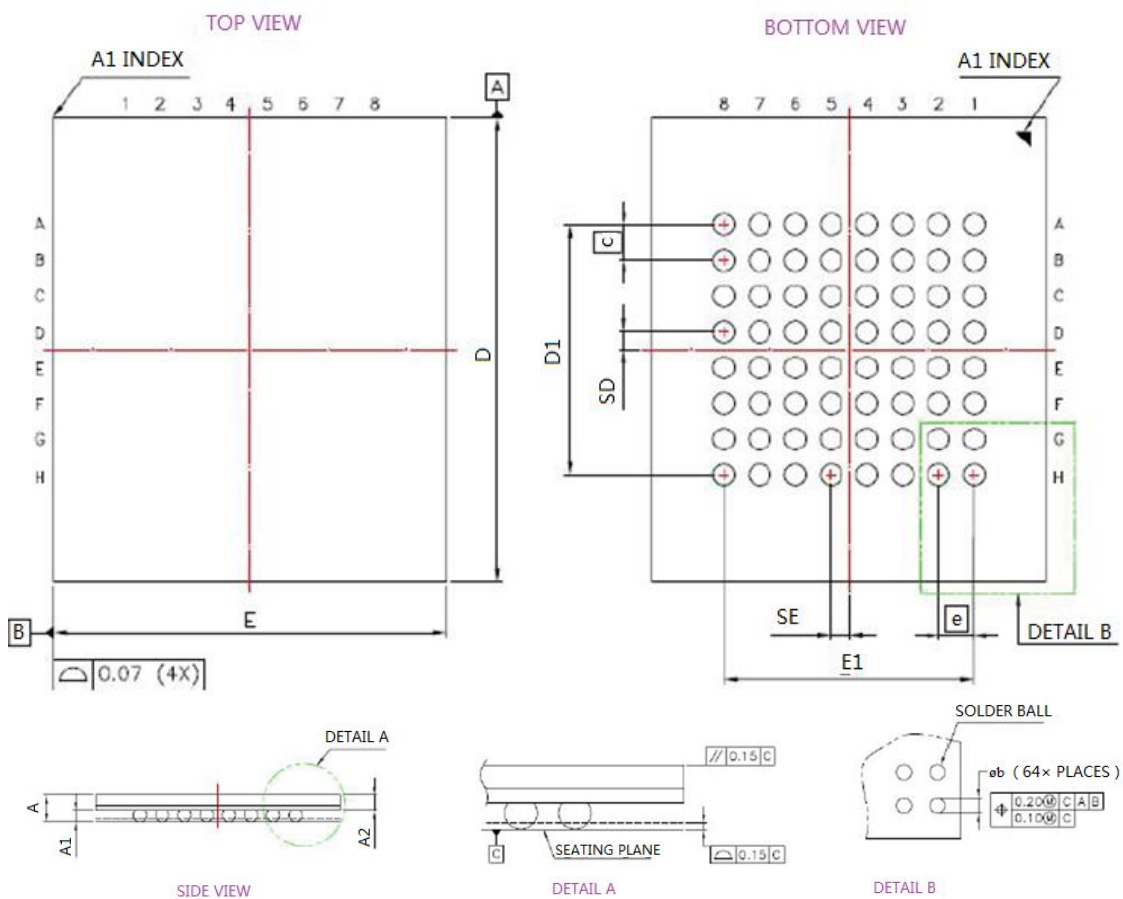 TOP VIEW
A1 INDEX
1 2 3 4 5 6 7 8
A
A
B
C
D
E
F
G
H
D
E
B
⌓ 0.07 (4X)
BOTTOM VIEW
A1 INDEX
8 7 6 5 4 3 2 1
A
B
C
D
E
F
G
H
c
D1
SD
SE
e
E1
DETAIL B
DETAIL A
A
A1
A2
SIDE VIEW
// 0.15 C
C
SEATING PLANE
⌓ 0.15 C
DETAIL A
SOLDER BALL
øb ( 64× PLACES )
⌖ 0.20Ⓜ C A B
0.10Ⓜ C
DETAIL B